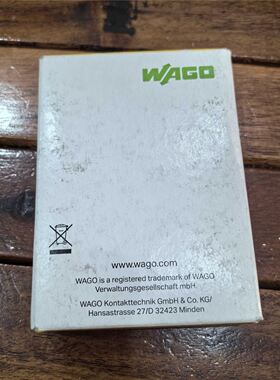 WAGO
www.wago.com
WAGO is a registered trademark of WAGO
Verwaltungsgesellschaft mbH.
WAGO Kontakttechnik GmbH & Co. KG/
Hansastrasse 27/D 32423 Minden